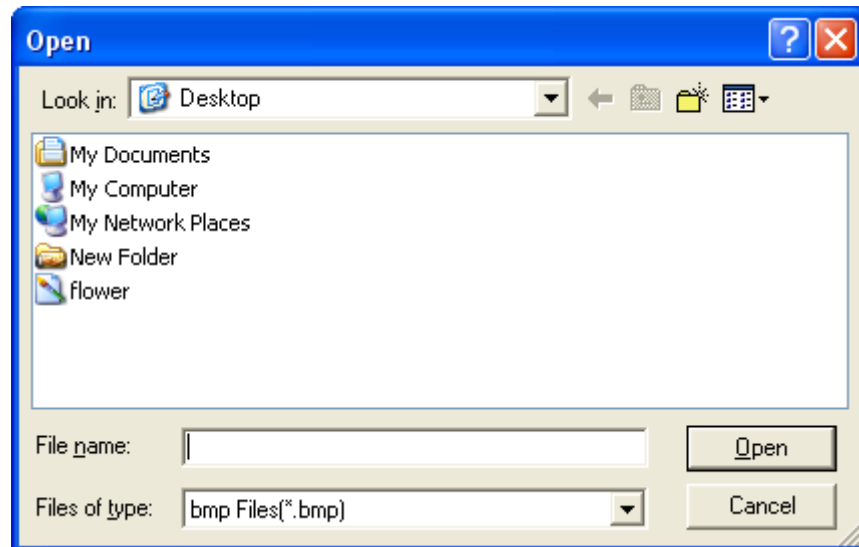 Open
Look in: Desktop
My Documents
My Computer
My Network Places
New Folder
flower
File name: Open
Files of type: bmp Files(*.bmp) Cancel